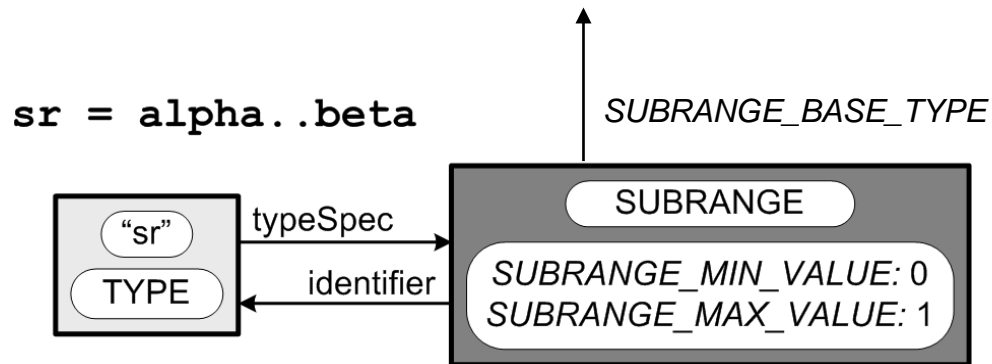 sr = alpha..beta
SUBRANGE_BASE_TYPE
“sr”
TYPE
typeSpec
identifier
SUBRANGE
SUBRANGE_MIN_VALUE: 0
SUBRANGE_MAX_VALUE: 1